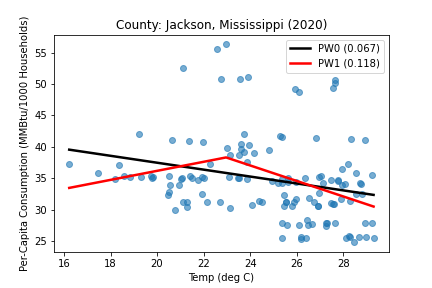 County: Jackson, Mississippi (2020)
PW0 (0.067)
PW1 (0.118)
Per-Capita Consumption (MMBtu/1000 Households)
55
50
45
40
35
30
25
16 18 20 22 24 26 28
Temp (deg C)